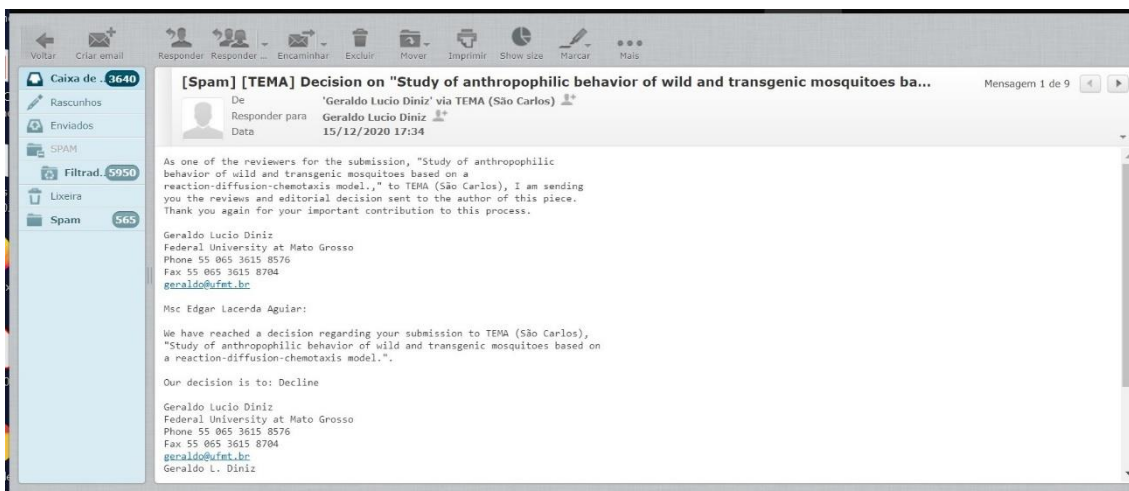 Voltar Criar email Responder Responder ... Encaminhar Excluir Mover Imprimir Show size Marcar Mais
Caixa de .. 3640
Rascunhos
Enviados
SPAM
Filtrad.. 5950
Lixeira
Spam 565
[Spam] [TEMA] Decision on "Study of anthropophilic behavior of wild and transgenic mosquitoes ba...
Mensagem 1 de 9
De 'Geraldo Lucio Diniz' via TEMA (São Carlos)
Responder para Geraldo Lucio Diniz
Data 15/12/2020 17:34
As one of the reviewers for the submission, "Study of anthropophilic
behavior of wild and transgenic mosquitoes based on a
reaction-diffusion-chemotaxis model.," to TEMA (São Carlos), I am sending
you the reviews and editorial decision sent to the author of this piece.
Thank you again for your important contribution to this process.
Geraldo Lucio Diniz
Federal University at Mato Grosso
Phone 55 065 3615 8576
Fax 55 065 3615 8704
geraldo@ufmt.br
Msc Edgar Lacerda Aguiar:
We have reached a decision regarding your submission to TEMA (São Carlos),
"Study of anthropophilic behavior of wild and transgenic mosquitoes based on
a reaction-diffusion-chemotaxis model.".
Our decision is to: Decline
Geraldo Lucio Diniz
Federal University at Mato Grosso
Phone 55 065 3615 8576
Fax 55 065 3615 8704
geraldo@ufmt.br
Geraldo L. Diniz